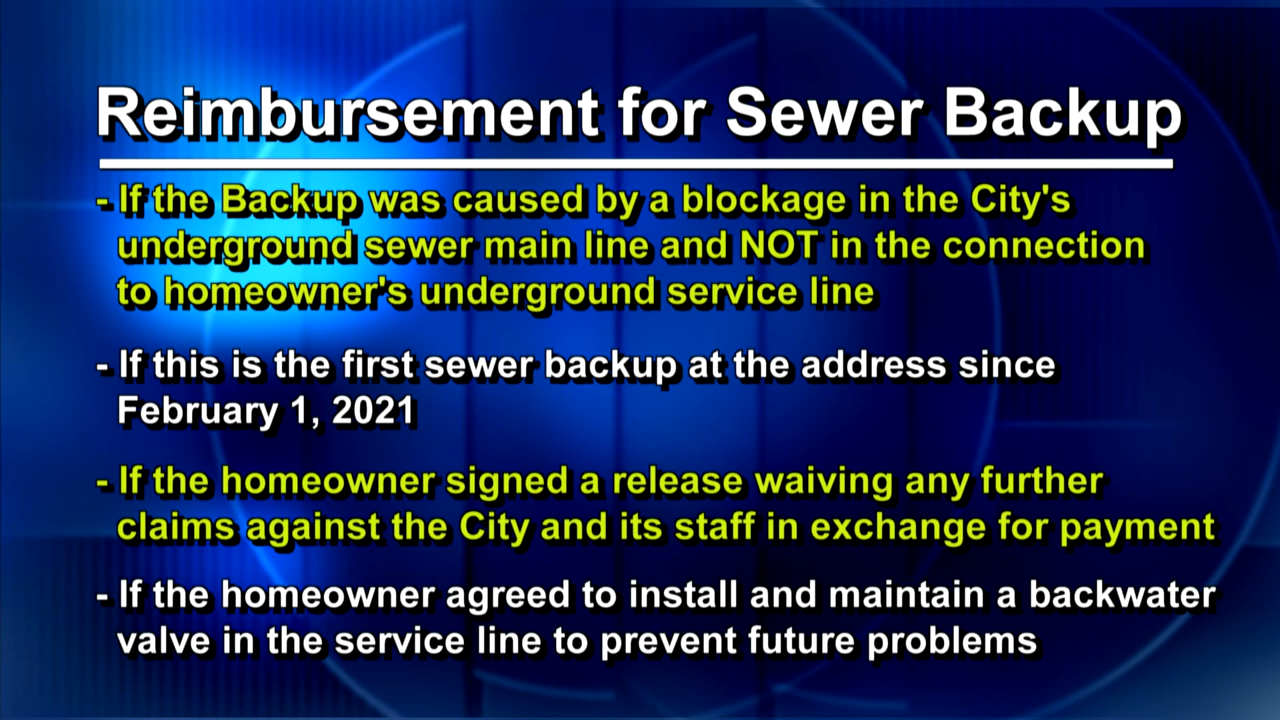 Reimbursement for Sewer Backup
- If the Backup was caused by a blockage in the City's
underground sewer main line and NOT in the connection
to homeowner's underground service line
- If this is the first sewer backup at the address since
February 1, 2021
- If the homeowner signed a release waiving any further
claims against the City and its staff in exchange for payment
- If the homeowner agreed to install and maintain a backwater
valve in the service line to prevent future problems